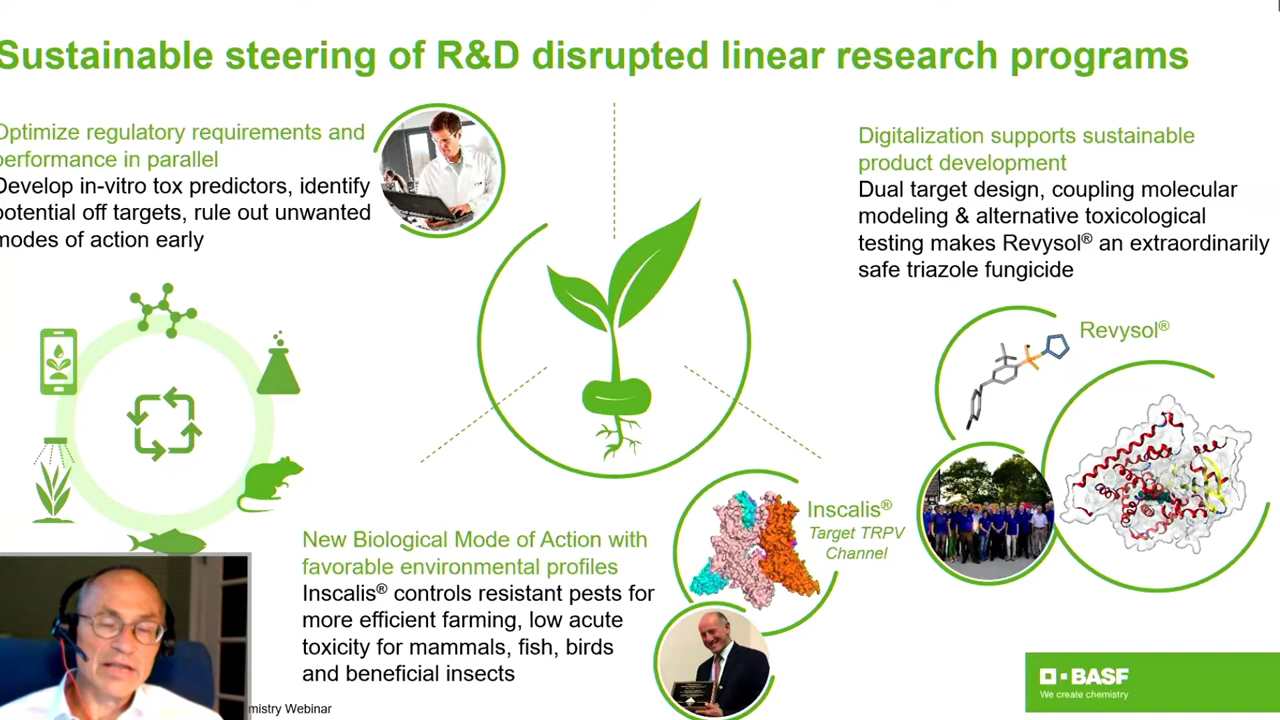 Sustainable steering of R&D disrupted linear research programs
Optimize regulatory requirements and
performance in parallel
Develop in-vitro tox predictors, identify
potential off targets, rule out unwanted
modes of action early
Digitalization supports sustainable
product development
Dual target design, coupling molecular
modeling & alternative toxicological
testing makes Revysol® an extraordinarily
safe triazole fungicide
Revysol®
Inscalis®
Target TRPV
Channel
New Biological Mode of Action with
favorable environmental profiles
Inscalis® controls resistant pests for
more efficient farming, low acute
toxicity for mammals, fish, birds
and beneficial insects
BASF
We create chemistry
mistry Webinar